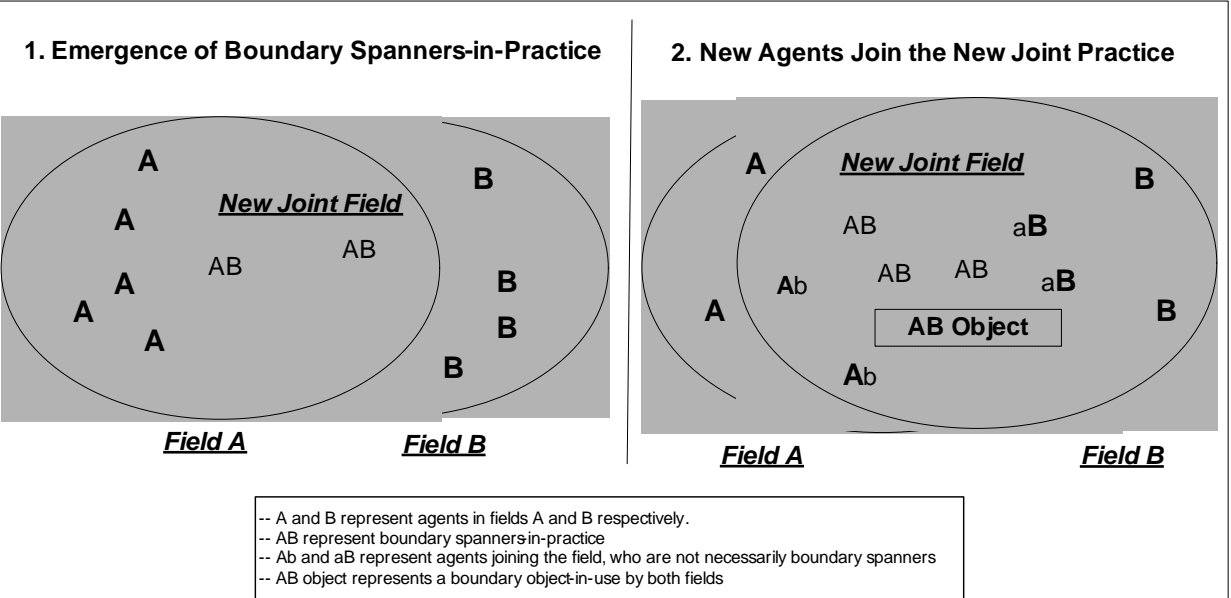 1. Emergence of Boundary Spanners-in-Practice
A
B
A
New Joint Field
AB
AB
A
B
A
A
B
B
Field A
Field B
2. New Agents Join the New Joint Practice
A
New Joint Field
B
AB
aB
AB
AB
aB
Ab
A
B
AB Object
Ab
Field A
Field B
-- A and B represent agents in fields A and B respectively.
-- AB represent boundary spanners-in-practice
-- Ab and aB represent agents joining the field, who are not necessarily boundary spanners
-- AB object represents a boundary object-in-use by both fields